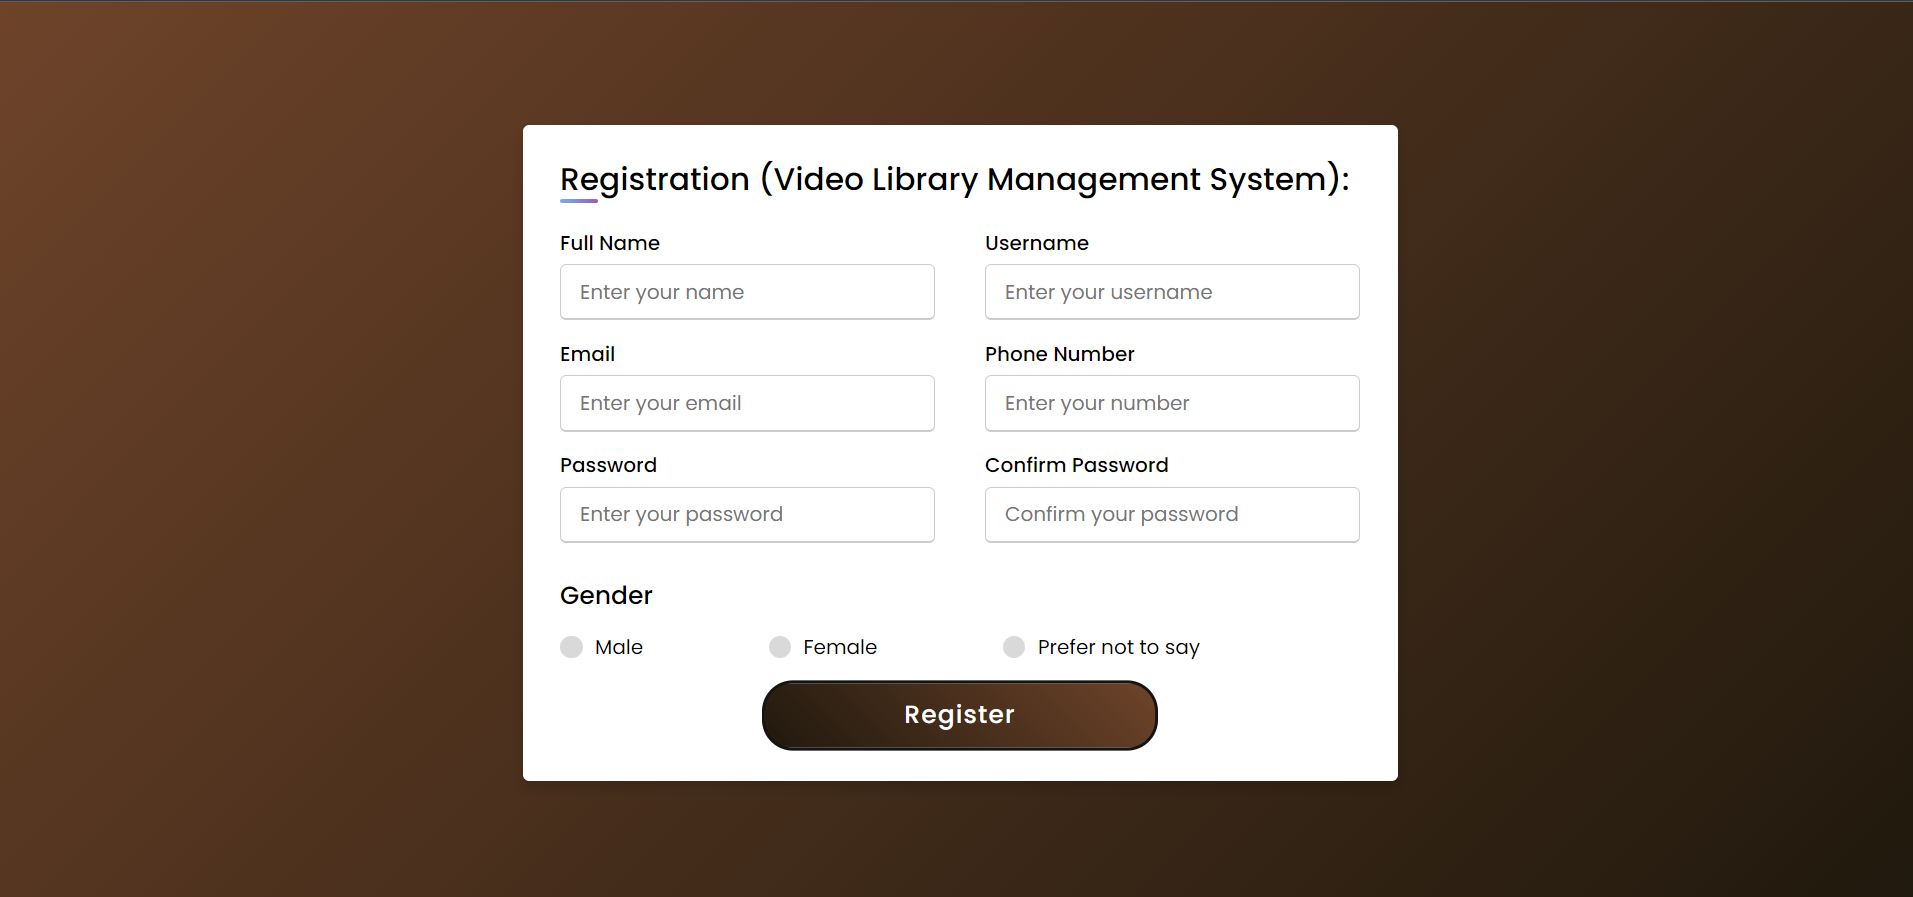 Registration (Video Library Management System):
Full Name
Username
Enter your name
Enter your username
Email
Phone Number
Enter your email
Enter your number
Password
Confirm Password
Enter your password
Confirm your password
Gender
Male
Female
Prefer not to say
Register